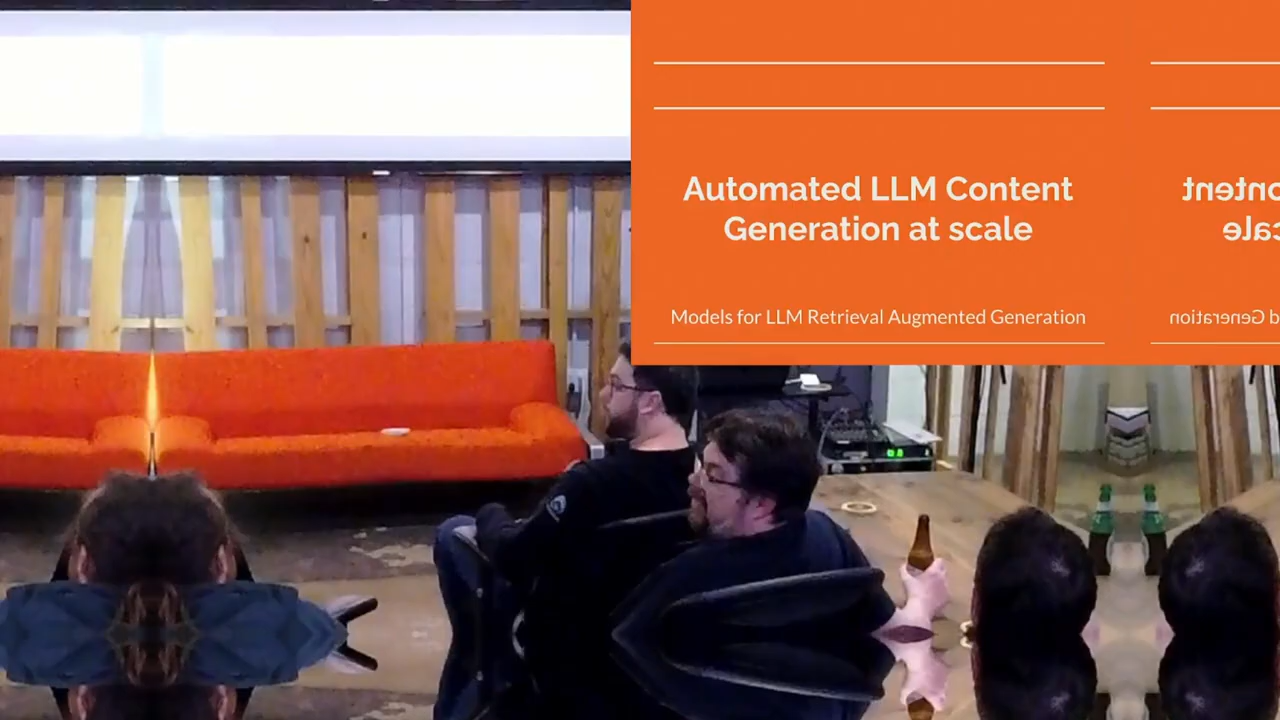 Automated LLM Content
Generation at scale
Models for LLM Retrieval Augmented Generation